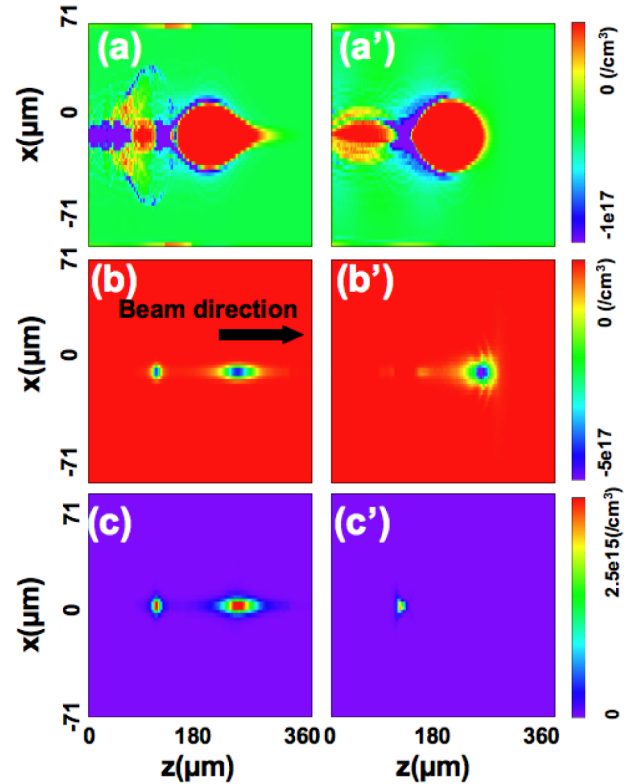 71
(a)
(a’)
0 (/cm³)
x(µm)
0
-71
-1e17
71
(b)
(b’)
0 (/cm³)
Beam direction
x(µm)
0
-71
-5e17
71
(c)
(c’)
2.5e15(/cm³)
x(µm)
0
-71
0
0 180 360 180 360
z(µm) z(µm)